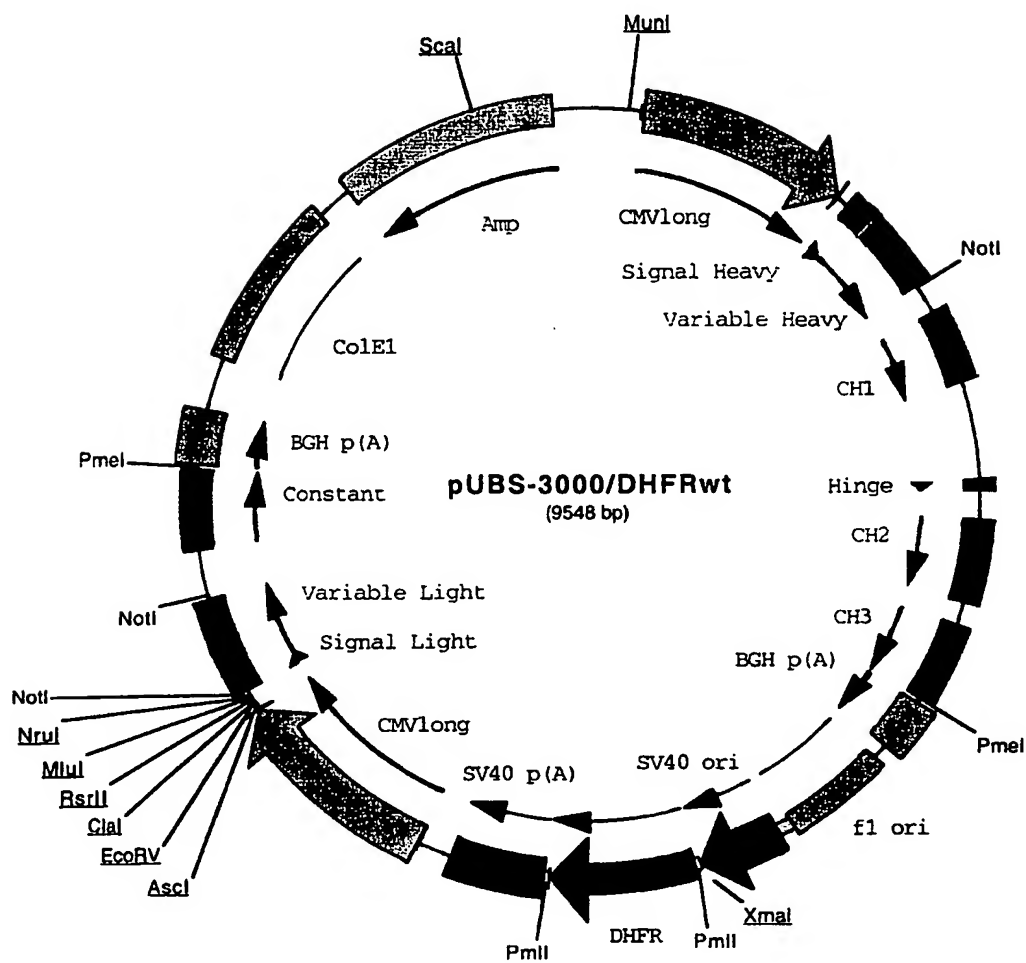 MunI
ScaI
CMVlong
Amp
Signal Heavy
NotI
Variable Heavy
ColE1
CH1
BGH p(A)
PmeI
pUBS-3000/DHFRwt
Hinge
Constant
(9548 bp)
CH2
Variable Light
NotI
CH3
Signal Light
BGH p(A)
NotI
CMVlong
PmeI
NruI
SV40 ori
MluI
SV40 p(A)
RsrII
f1 ori
ClaI
EcoRV
AscI
XmaI
DHFR
PmlI
PmlI